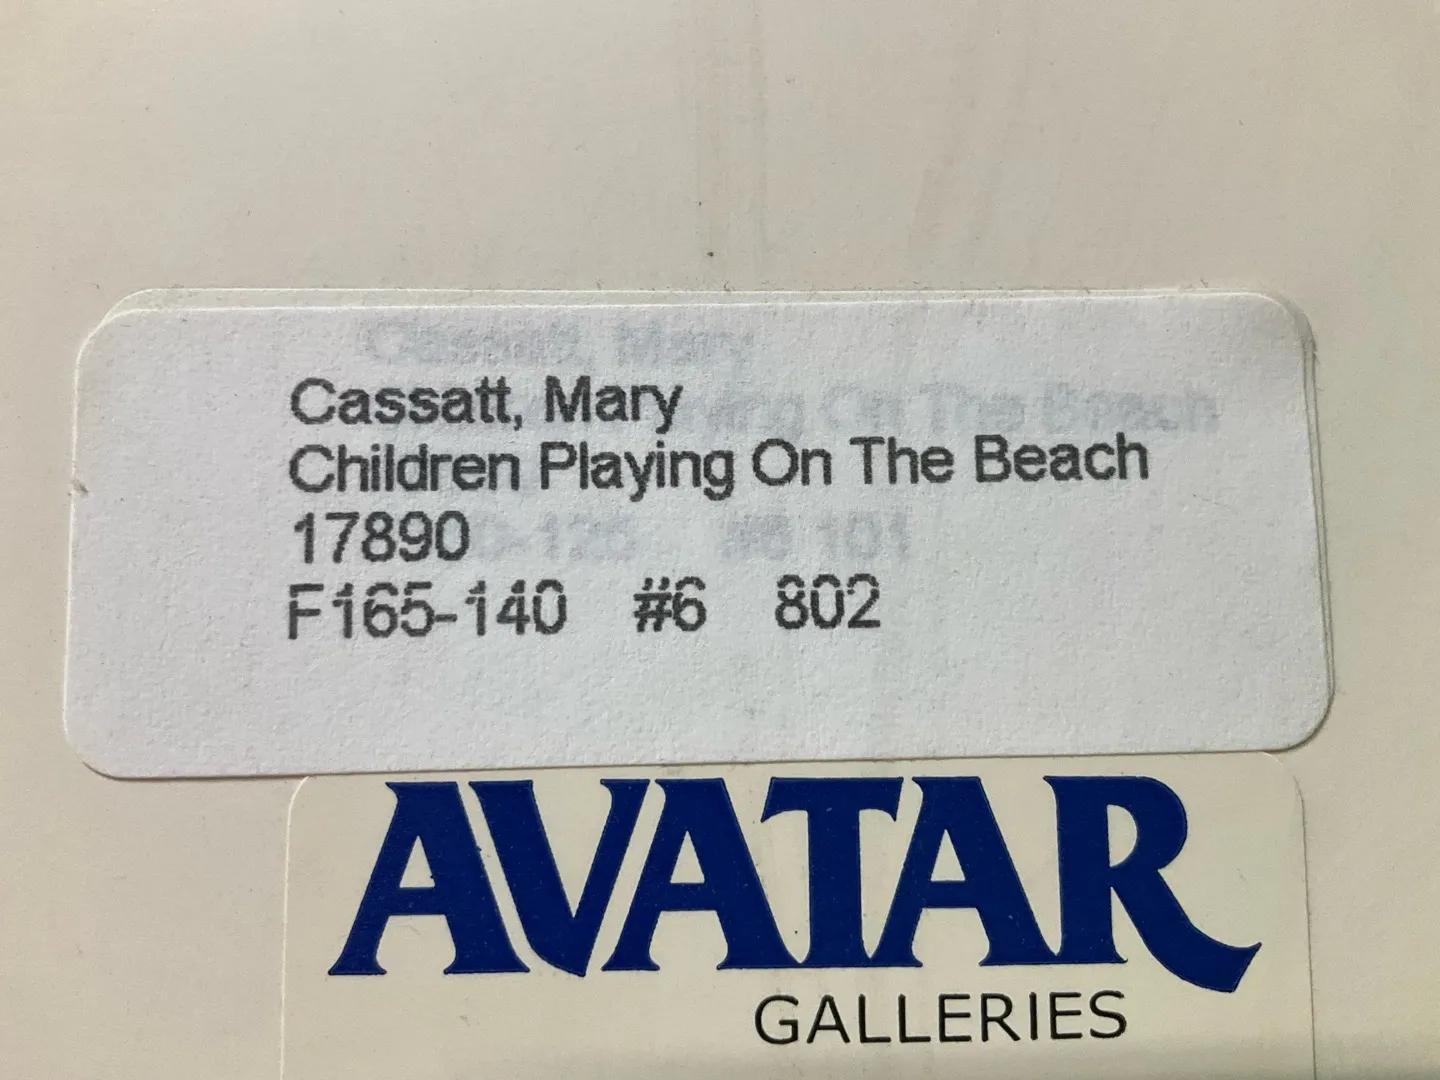 Cassatt, Mary
Children Playing On The Beach
17890
F165-140 #6 802
AVATAR
GALLERIES